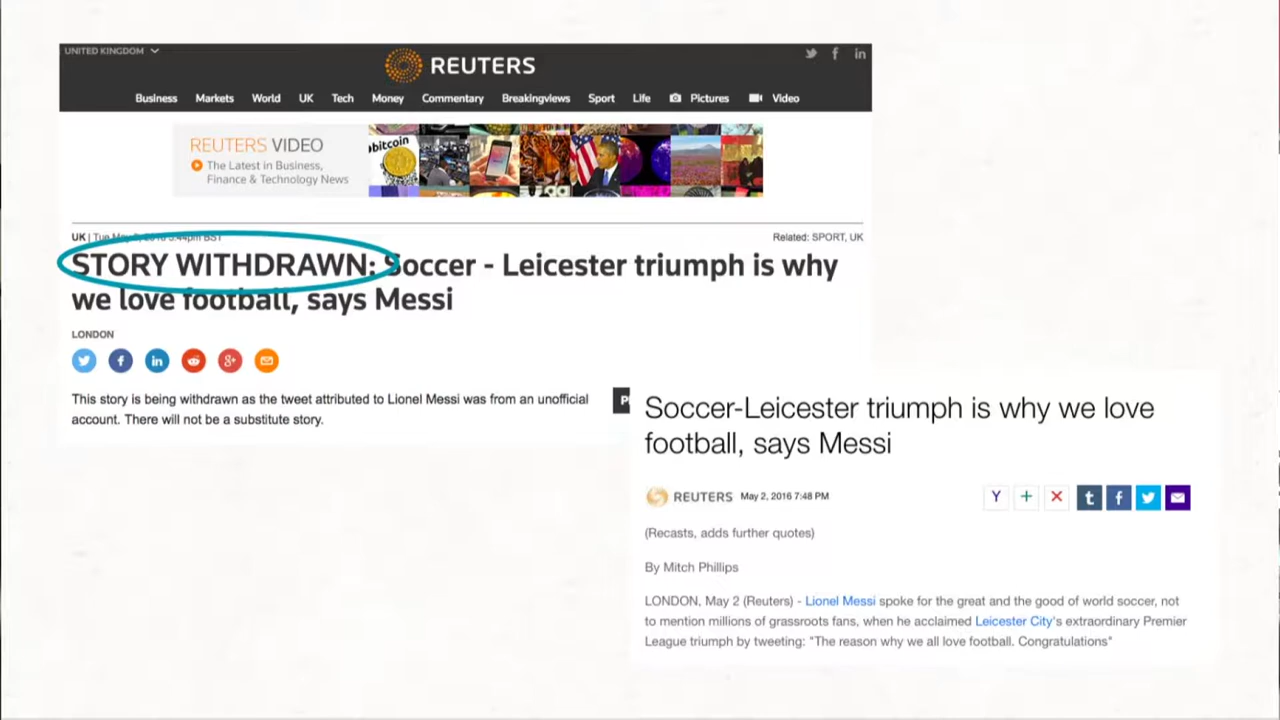 UNITED KINGDOM
REUTERS
Business Markets World UK Tech Money Commentary Breakingviews Sport Life Pictures Video
REUTERS VIDEO
The Latest in Business,
Finance & Technology News
bitcoin
UK | Tue May
BST
Related: SPORT, UK
STORY WITHDRAWN: Soccer - Leicester triumph is why
we love football, says Messi
LONDON
This story is being withdrawn as the tweet attributed to Lionel Messi was from an unofficial
account. There will not be a substitute story.
Soccer-Leicester triumph is why we love
football, says Messi
REUTERS May 2, 2016 7:48 PM
(Recasts, adds further quotes)
By Mitch Phillips
LONDON, May 2 (Reuters) - Lionel Messi spoke for the great and the good of world soccer, not
to mention millions of grassroots fans, when he acclaimed Leicester City's extraordinary Premier
League triumph by tweeting: "The reason why we all love football. Congratulations"